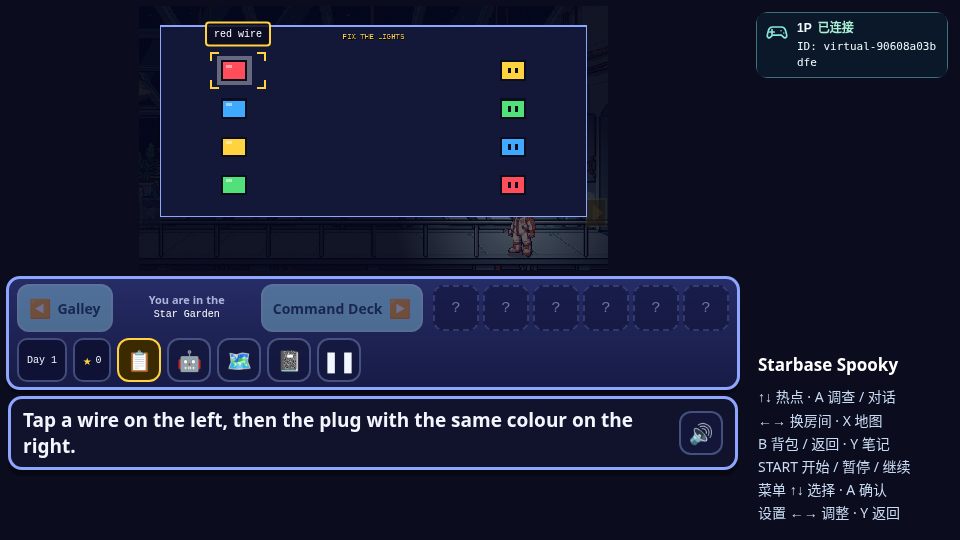 red wire
FIX THE LIGHTS
Galley
You are in the
Star Garden
Command Deck
?
?
?
?
?
?
Day 1
0
Tap a wire on the left, then the plug with the same colour on the
right.
1P 已连接
ID: virtual-90608a03b
dfe
Starbase Spooky
↑↓ 热点 · A 调查 / 对话
←→ 换房间 · X 地图
B 背包 / 返回 · Y 笔记
START 开始 / 暂停 / 继续
菜单 ↑↓ 选择 · A 确认
设置 ←→ 调整 · Y 返回